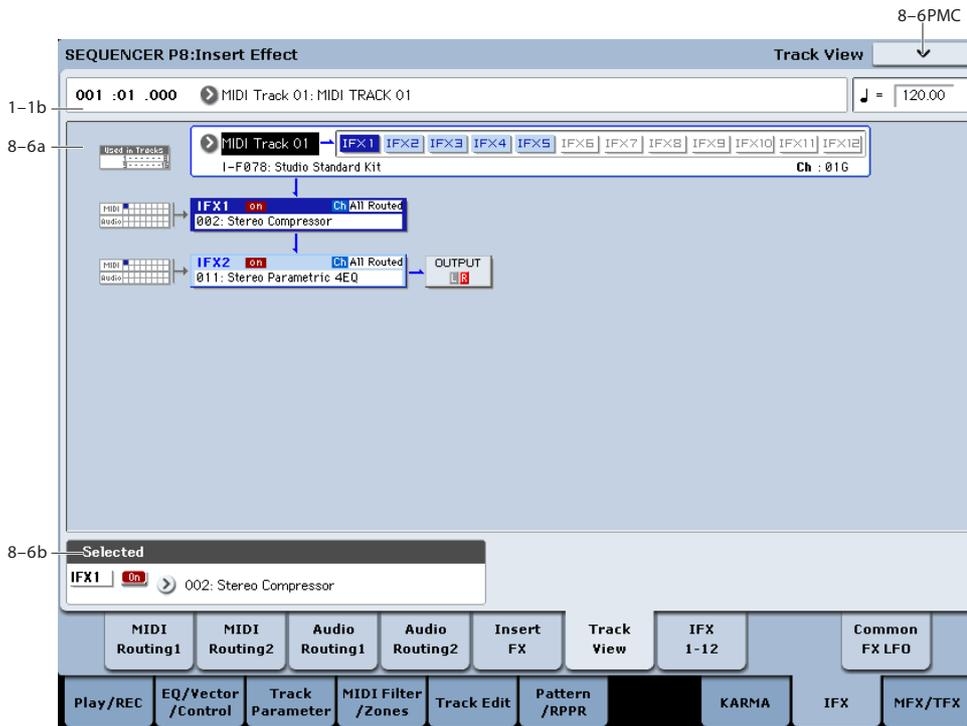 8–6PMC
SEQUENCER P8:Insert Effect
Track View
001 :01 .000
MIDI Track 01: MIDI TRACK 01
♩ = 120.00
1–1b
8–6a
Used in Tracks
MIDI Track 01
IFX1 IFX2 IFX3 IFX4 IFX5 IFX6 IFX7 IFX8 IFX9 IFX10 IFX11 IFX12
I-F078: Studio Standard Kit
Ch : 01G
MIDI
Audio
IFX1 on Ch All Routed
002: Stereo Compressor
MIDI
Audio
IFX2 on Ch All Routed
011: Stereo Parametric 4EQ
OUTPUT
L R
8–6b
Selected
IFX1 On 002: Stereo Compressor
MIDI Routing1
MIDI Routing2
Audio Routing1
Audio Routing2
Insert FX
Track View
IFX 1-12
Common FX LFO
Play/REC
EQ/Vector /Control
Track Parameter
MIDI Filter /Zones
Track Edit
Pattern /RPPR
KARMA
IFX
MFX/TFX